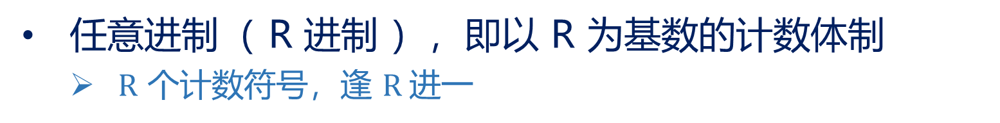 • 任意进制（ R 进制 ），即以 R 为基数的计数体制
➢ R 个计数符号，逢 R 进一